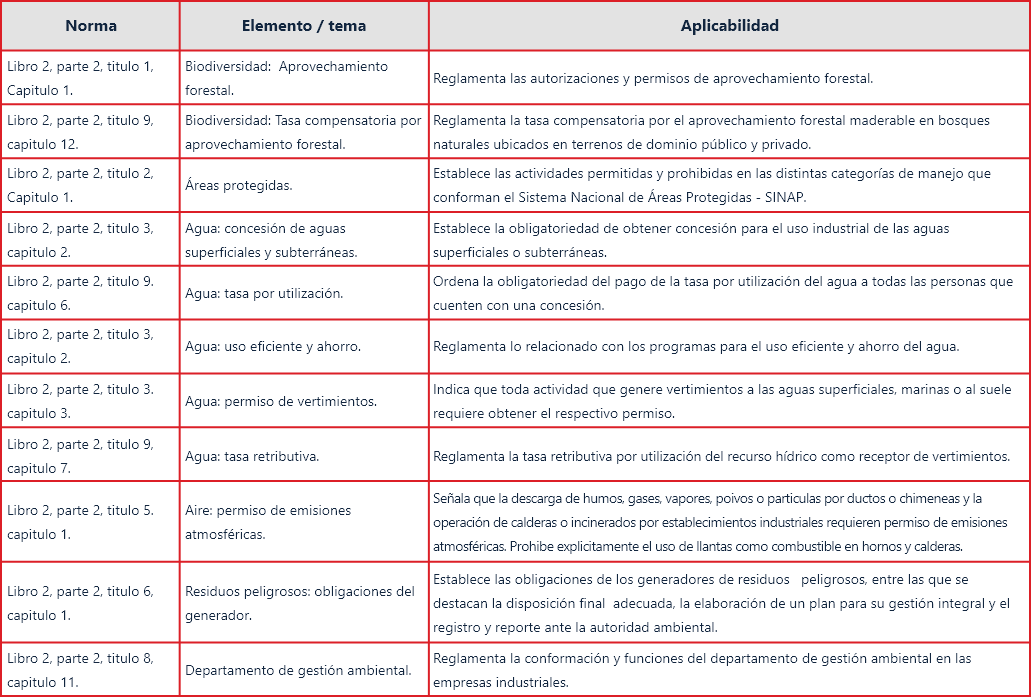 Norma
Elemento / tema
Aplicabilidad
Libro 2, parte 2, titulo 1,
Capitulo 1.
Biodiversidad:  Aprovechamiento
forestal.
Reglamenta las autorizaciones y permisos de aprovechamiento forestal.
Libro 2, parte 2, titulo 9,
capitulo 12.
Biodiversidad: Tasa compensatoria por
aprovechamiento forestal.
Reglamenta la tasa compensatoria por el aprovechamiento forestal maderable en bosques
naturales ubicados en terrenos de dominio público y privado.
Libro 2, parte 2, titulo 2,
Capitulo 1.
Áreas protegidas.
Establece las actividades permitidas y prohibidas en las distintas categorías de manejo que
conforman el Sistema Nacional de Áreas Protegidas - SINAP.
Libro 2, parte 2, titulo 3,
capitulo 2.
Agua: concesión de aguas
superficiales y subterráneas.
Establece la obligatoriedad de obtener concesión para el uso industrial de las aguas
superficiales o subterráneas.
Libro 2, parte 2, titulo 9.
capitulo 6.
Agua: tasa por utilización.
Ordena la obligatoriedad del pago de la tasa por utilización del agua a todas las personas que
cuenten con una concesión.
Libro 2, parte 2, titulo 3,
capitulo 2.
Agua: uso eficiente y ahorro.
Reglamenta lo relacionado con los programas para el uso eficiente y ahorro del agua.
Libro 2, parte 2, titulo 3.
capitulo 3.
Agua: permiso de vertimientos.
Indica que toda actividad que genere vertimientos a las aguas superficiales, marinas o al suele
requiere obtener el respectivo permiso.
Libro 2, parte 2, titulo 9,
capitulo 7.
Agua: tasa retributiva.
Reglamenta la tasa retributiva por utilización del recurso hídrico como receptor de vertimientos.
Libro 2, parte 2, titulo 5.
capitulo 1.
Aire: permiso de emisiones
atmosféricas.
Señala que la descarga de humos, gases, vapores, poivos o particulas por ductos o chimeneas y la
operación de calderas o incinerados por establecimientos industriales requieren permiso de emisiones
atmosféricas. Prohibe explicitamente el uso de llantas como combustible en hornos y calderas.
Libro 2, parte 2, titulo 6,
capitulo 1.
Residuos peligrosos: obligaciones del
generador.
Establece las obligaciones de los generadores de residuos   peligrosos, entre las que se
destacan la disposición final  adecuada, la elaboración de un plan para su gestión integral y el
registro y reporte ante la autoridad ambiental.
Libro 2, parte 2, titulo 8,
capitulo 11.
Departamento de gestión ambiental.
Reglamenta la conformación y funciones del departamento de gestión ambiental en las
empresas industriales.